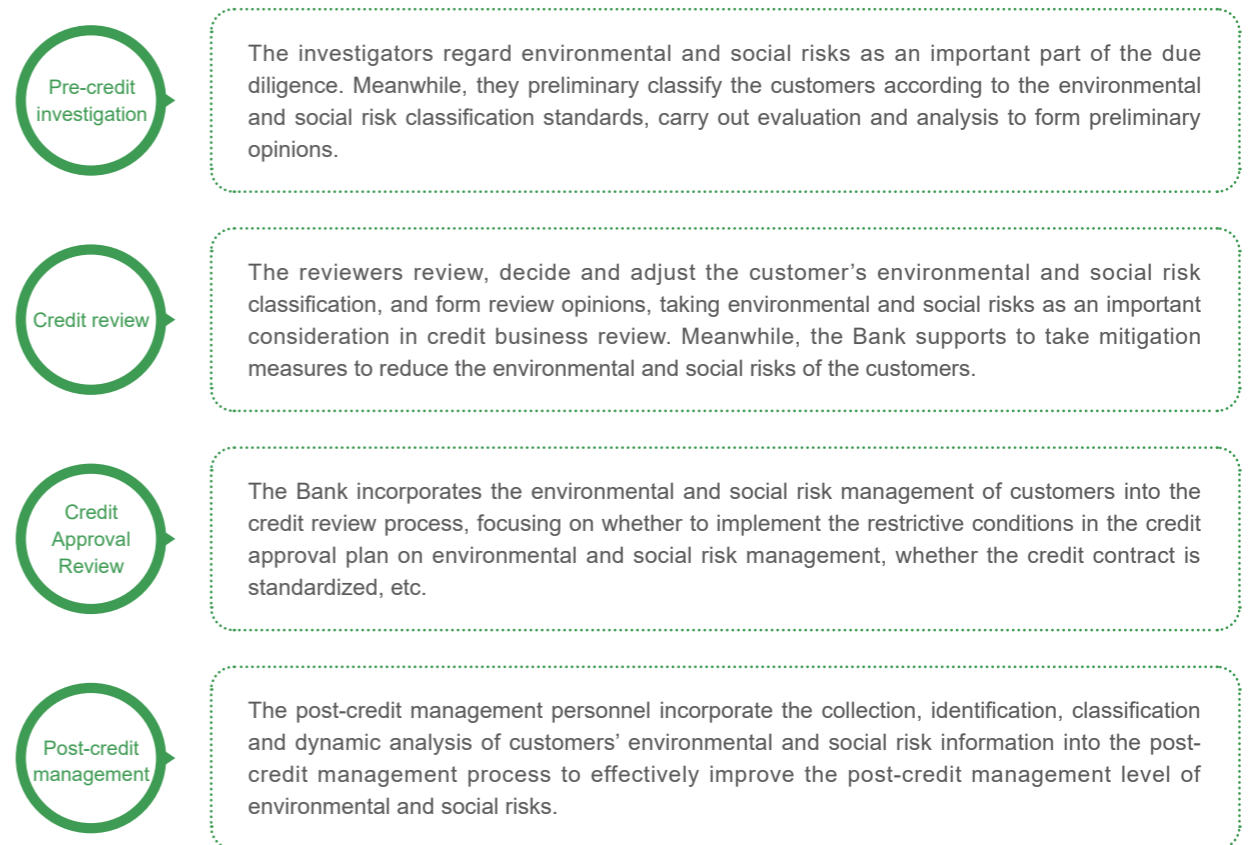 Pre-credit
investigation
The investigators regard environmental and social risks as an important part of the due
diligence. Meanwhile, they preliminary classify the customers according to the environmental
and social risk classification standards, carry out evaluation and analysis to form preliminary
opinions.
Credit review
The reviewers review, decide and adjust the customer’s environmental and social risk
classification, and form review opinions, taking environmental and social risks as an important
consideration in credit business review. Meanwhile, the Bank supports to take mitigation
measures to reduce the environmental and social risks of the customers.
Credit
Approval
Review
The Bank incorporates the environmental and social risk management of customers into the
credit review process, focusing on whether to implement the restrictive conditions in the credit
approval plan on environmental and social risk management, whether the credit contract is
standardized, etc.
Post-credit
management
The post-credit management personnel incorporate the collection, identification, classification
and dynamic analysis of customers’ environmental and social risk information into the post-
credit management process to effectively improve the post-credit management level of
environmental and social risks.